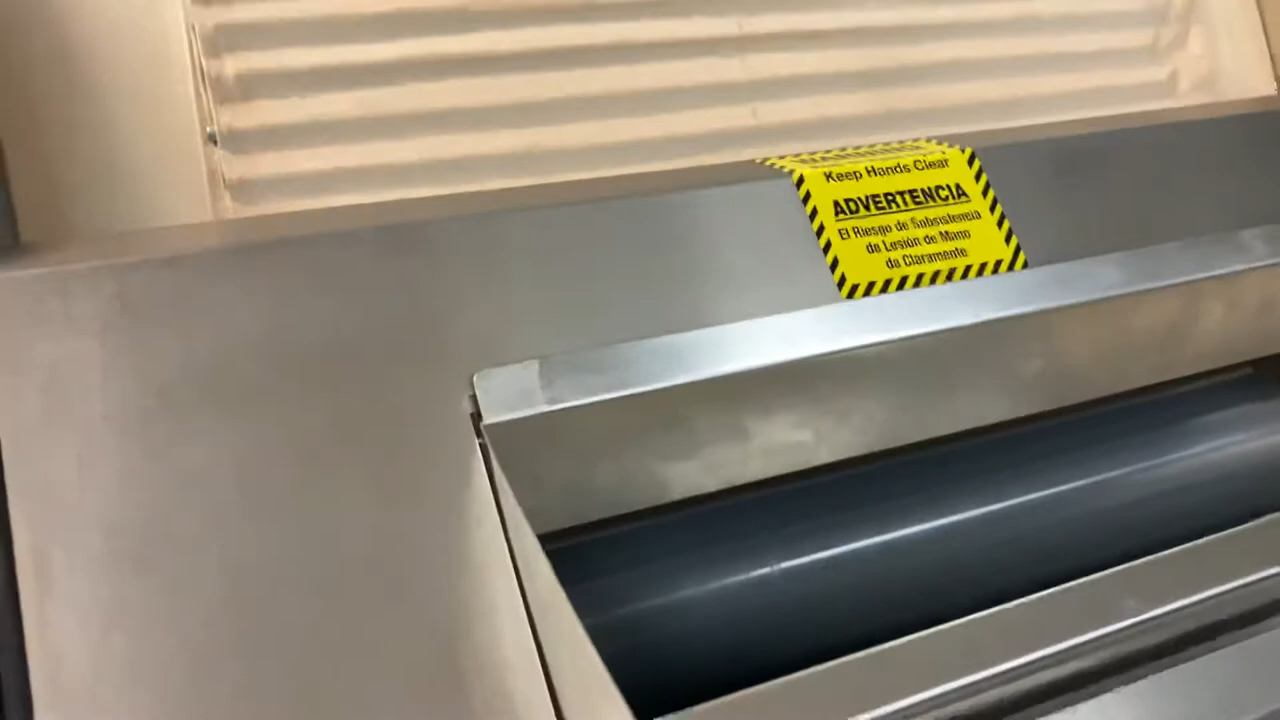 Keep Hands Clear
ADVERTENCIA
El Riesgo de Subsistencia
de Lesión de Mano
de Claramente